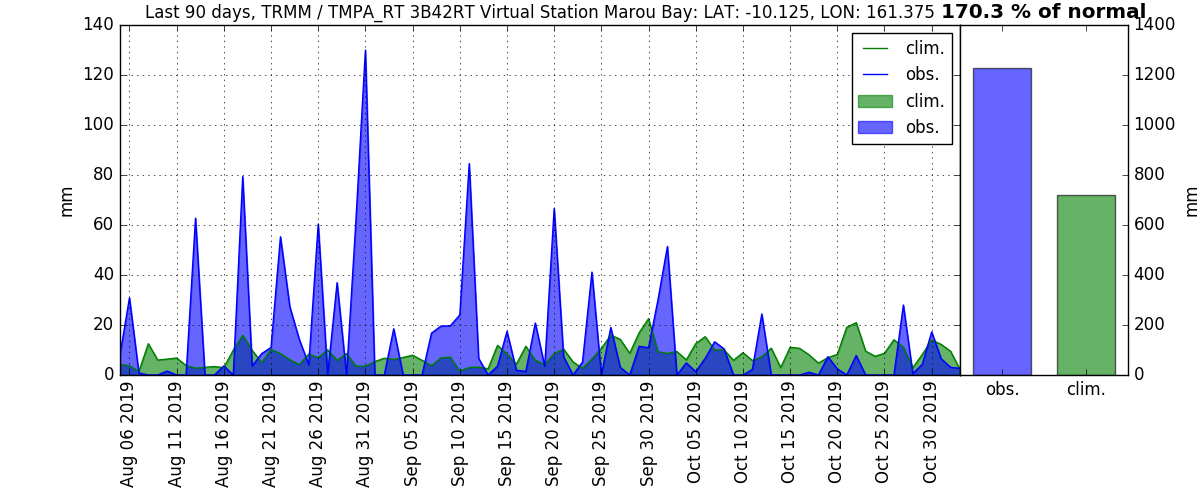 Last 90 days, TRMM / TMPA_RT 3B42RT Virtual Station Marou Bay: LAT: -10.125, LON: 161.375 170.3 % of normal
140
120
100
80
60
40
20
0
mm
clim.
obs.
clim.
obs.
1400
1200
1000
800
600
400
200
0
mm
Aug 06 2019
Aug 11 2019
Aug 16 2019
Aug 21 2019
Aug 26 2019
Aug 31 2019
Sep 05 2019
Sep 10 2019
Sep 15 2019
Sep 20 2019
Sep 25 2019
Sep 30 2019
Oct 05 2019
Oct 10 2019
Oct 15 2019
Oct 20 2019
Oct 25 2019
Oct 30 2019
obs.
clim.